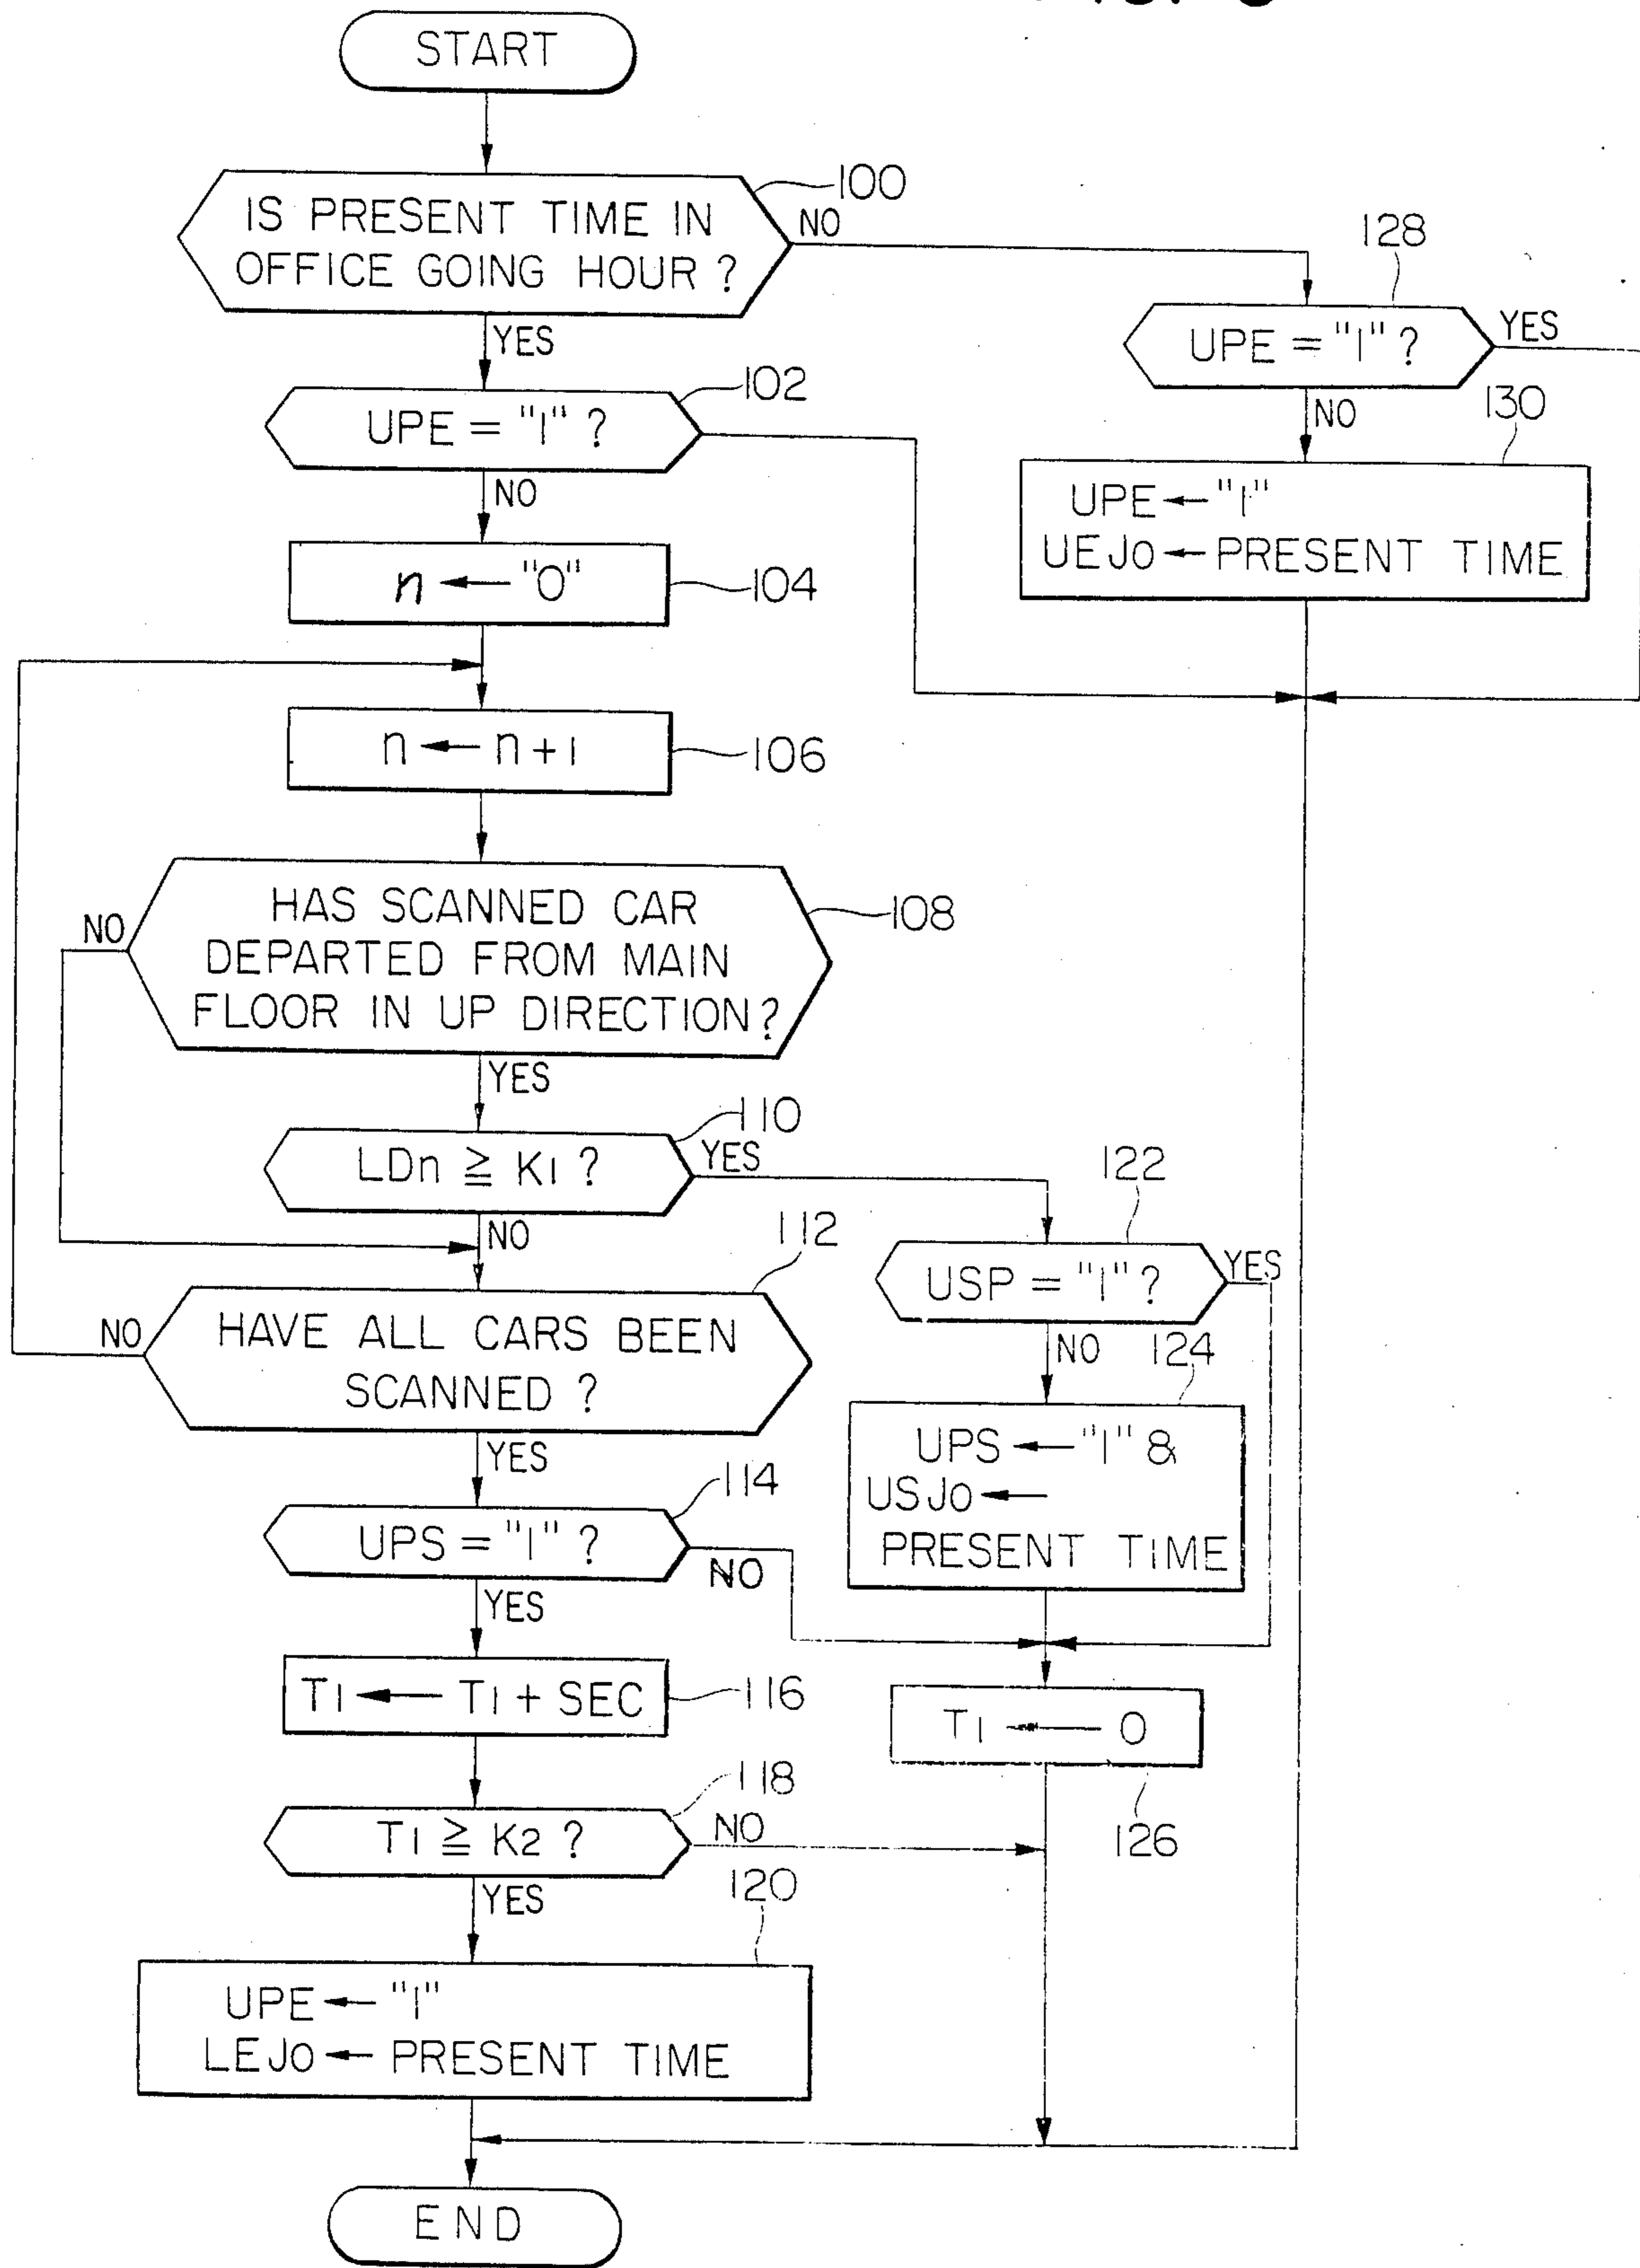 START
100
IS PRESENT TIME IN
OFFICE GOING HOUR ?
NO
YES
128
UPE = "1" ?
YES
NO
130
UPE ← "1"
UEJ0 ← PRESENT TIME
102
UPE = "1" ?
NO
n ← "0"
104
n ← n + 1
106
HAS SCANNED CAR
DEPARTED FROM MAIN
FLOOR IN UP DIRECTION ?
108
NO
YES
110
LDn ≧ K1 ?
YES
NO
112
HAVE ALL CARS BEEN
SCANNED ?
NO
YES
122
USP = "1" ?
YES
NO
124
UPS ← "1" &
USJ0 ←
PRESENT TIME
114
UPS = "1" ?
NO
YES
T1 ← T1 + SEC
116
T1 ← 0
126
118
T1 ≧ K2 ?
NO
YES
120
UPE ← "1"
LEJ0 ← PRESENT TIME
END